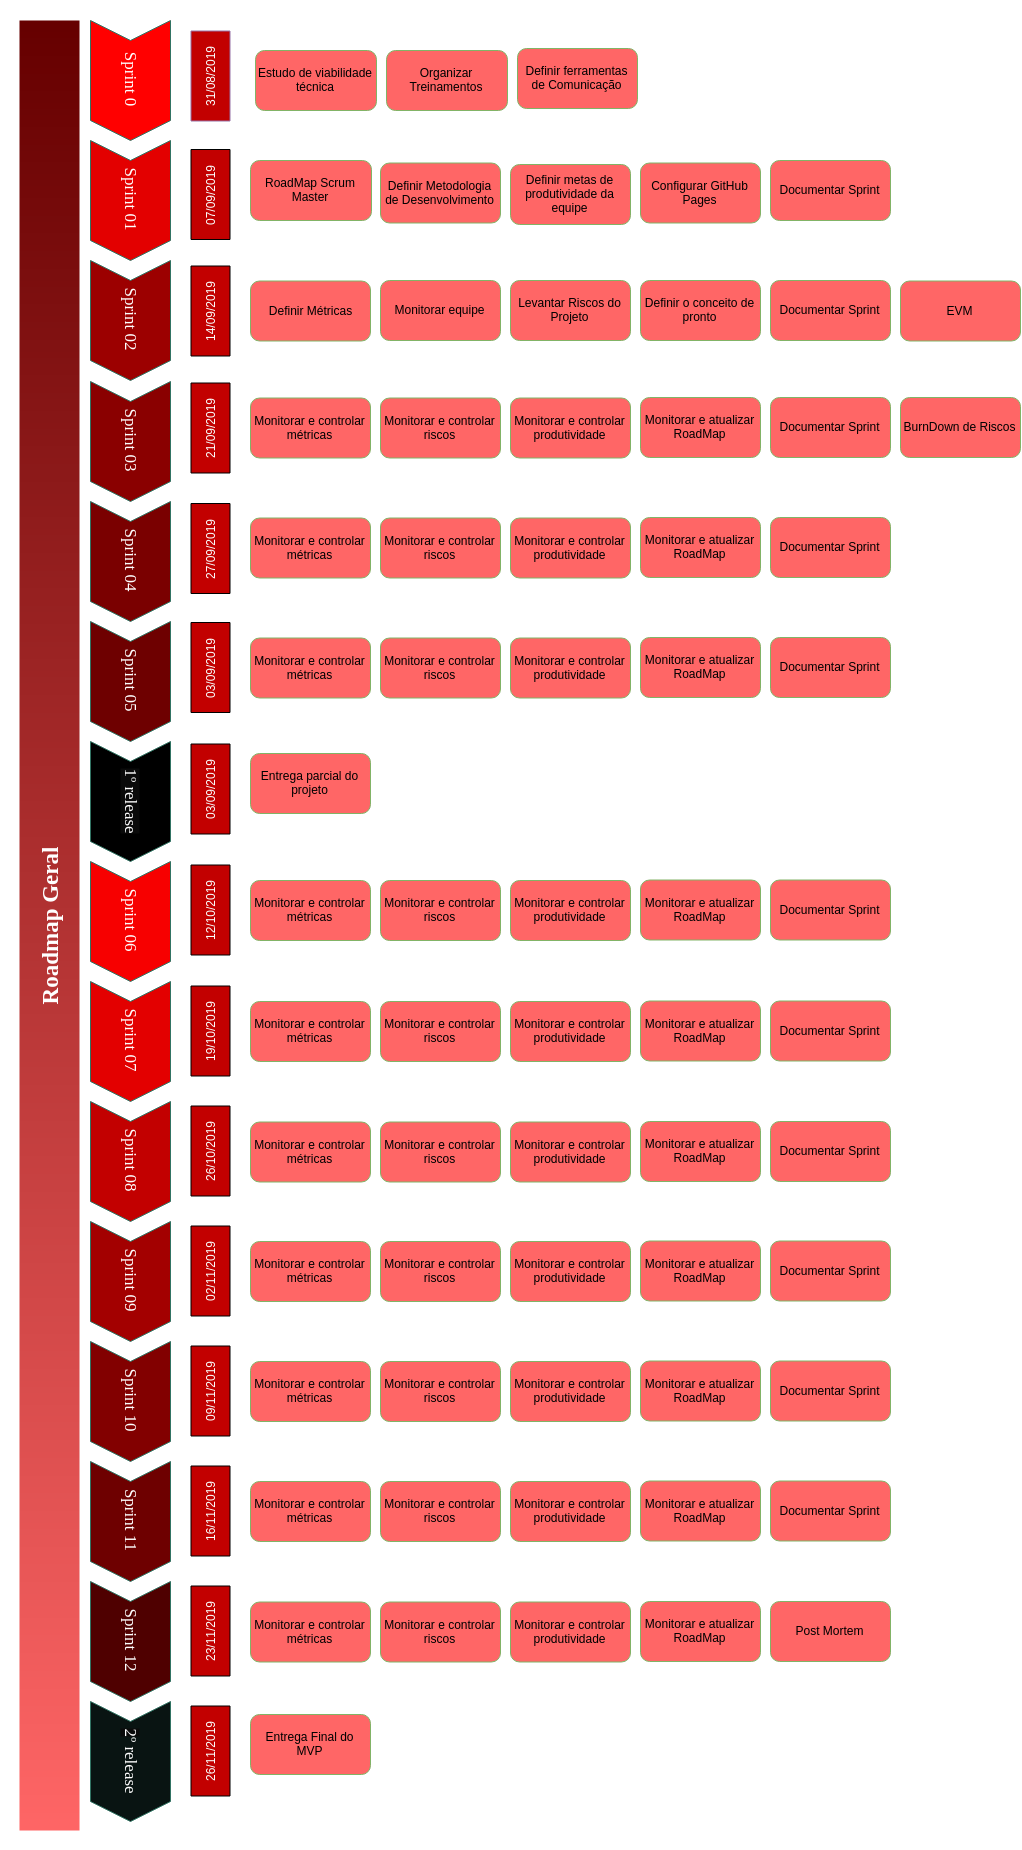 Roadmap Geral
Sprint 0
31/08/2019
Estudo de viabilidade
técnica
Organizar
Treinamentos
Definir ferramentas
de Comunicação
Sprint 01
07/09/2019
RoadMap Scrum
Master
Definir Metodologia
de Desenvolvimento
Definir metas de
produtividade da
equipe
Configurar GitHub
Pages
Documentar Sprint
Sprint 02
14/09/2019
Definir Métricas
Monitorar equipe
Levantar Riscos do
Projeto
Definir o conceito de
pronto
Documentar Sprint
EVM
Sprint 03
21/09/2019
Monitorar e controlar
métricas
Monitorar e controlar
riscos
Monitorar e controlar
produtividade
Monitorar e atualizar
RoadMap
Documentar Sprint
BurnDown de Riscos
Sprint 04
27/09/2019
Monitorar e controlar
métricas
Monitorar e controlar
riscos
Monitorar e controlar
produtividade
Monitorar e atualizar
RoadMap
Documentar Sprint
Sprint 05
03/09/2019
Monitorar e controlar
métricas
Monitorar e controlar
riscos
Monitorar e controlar
produtividade
Monitorar e atualizar
RoadMap
Documentar Sprint
1º release
03/09/2019
Entrega parcial do
projeto
Sprint 06
12/10/2019
Monitorar e controlar
métricas
Monitorar e controlar
riscos
Monitorar e controlar
produtividade
Monitorar e atualizar
RoadMap
Documentar Sprint
Sprint 07
19/10/2019
Monitorar e controlar
métricas
Monitorar e controlar
riscos
Monitorar e controlar
produtividade
Monitorar e atualizar
RoadMap
Documentar Sprint
Sprint 08
26/10/2019
Monitorar e controlar
métricas
Monitorar e controlar
riscos
Monitorar e controlar
produtividade
Monitorar e atualizar
RoadMap
Documentar Sprint
Sprint 09
02/11/2019
Monitorar e controlar
métricas
Monitorar e controlar
riscos
Monitorar e controlar
produtividade
Monitorar e atualizar
RoadMap
Documentar Sprint
Sprint 10
09/11/2019
Monitorar e controlar
métricas
Monitorar e controlar
riscos
Monitorar e controlar
produtividade
Monitorar e atualizar
RoadMap
Documentar Sprint
Sprint 11
16/11/2019
Monitorar e controlar
métricas
Monitorar e controlar
riscos
Monitorar e controlar
produtividade
Monitorar e atualizar
RoadMap
Documentar Sprint
Sprint 12
23/11/2019
Monitorar e controlar
métricas
Monitorar e controlar
riscos
Monitorar e controlar
produtividade
Monitorar e atualizar
RoadMap
Post Mortem
2º release
26/11/2019
Entrega Final do
MVP